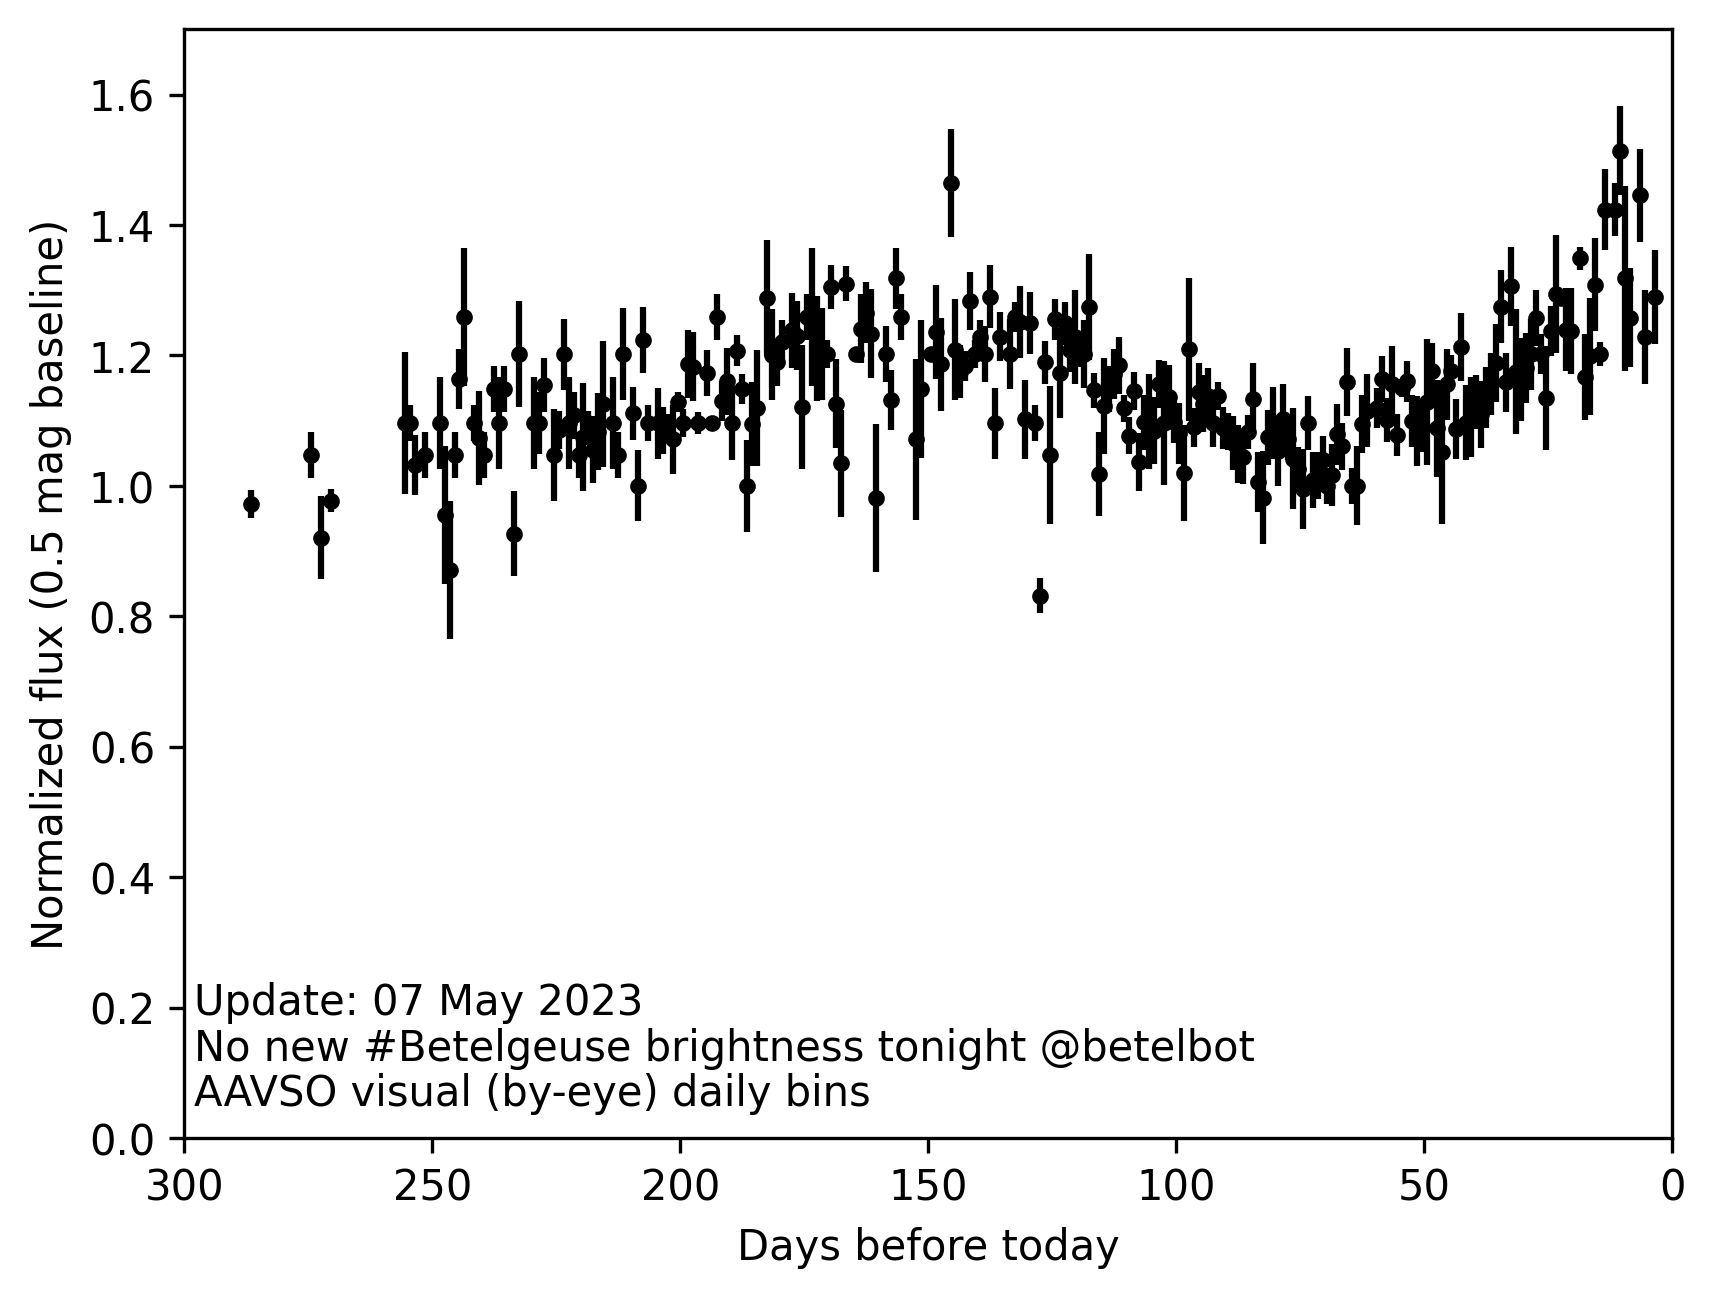 1.6
1.4
1.2
1.0
0.8
0.6
0.4
0.2
0.0
Normalized flux (0.5 mag baseline)
Update: 07 May 2023
No new #Betelgeuse brightness tonight @betelbot
AAVSO visual (by-eye) daily bins
300 250 200 150 100 50 0
Days before today